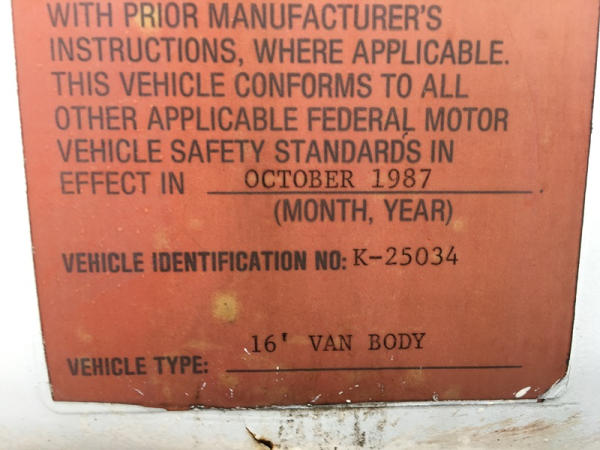 WITH PRIOR MANUFACTURER'S
INSTRUCTIONS, WHERE APPLICABLE.
THIS VEHICLE CONFORMS TO ALL
OTHER APPLICABLE FEDERAL MOTOR
VEHICLE SAFETY STANDARDS IN
EFFECT IN OCTOBER 1987
(MONTH, YEAR)
VEHICLE IDENTIFICATION NO: K-25034
VEHICLE TYPE: 16' VAN BODY